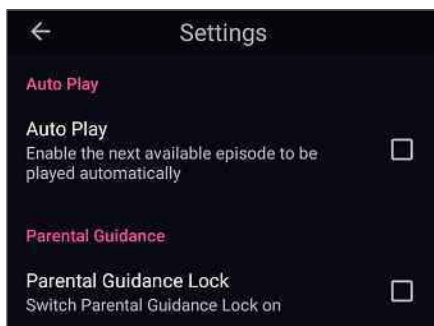 Settings
Auto Play
Auto Play
Enable the next available episode to be
played automatically
Parental Guidance
Parental Guidance Lock
Switch Parental Guidance Lock on